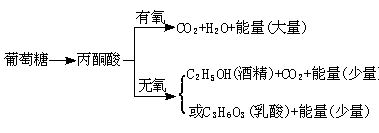 有氧
CO₂+H₂O+能量(大量)
葡萄糖
丙酮酸
无氧
C₂H₅OH(酒精)+CO₂+能量(少量)
或C₃H₆O₃(乳酸)+能量(少量)